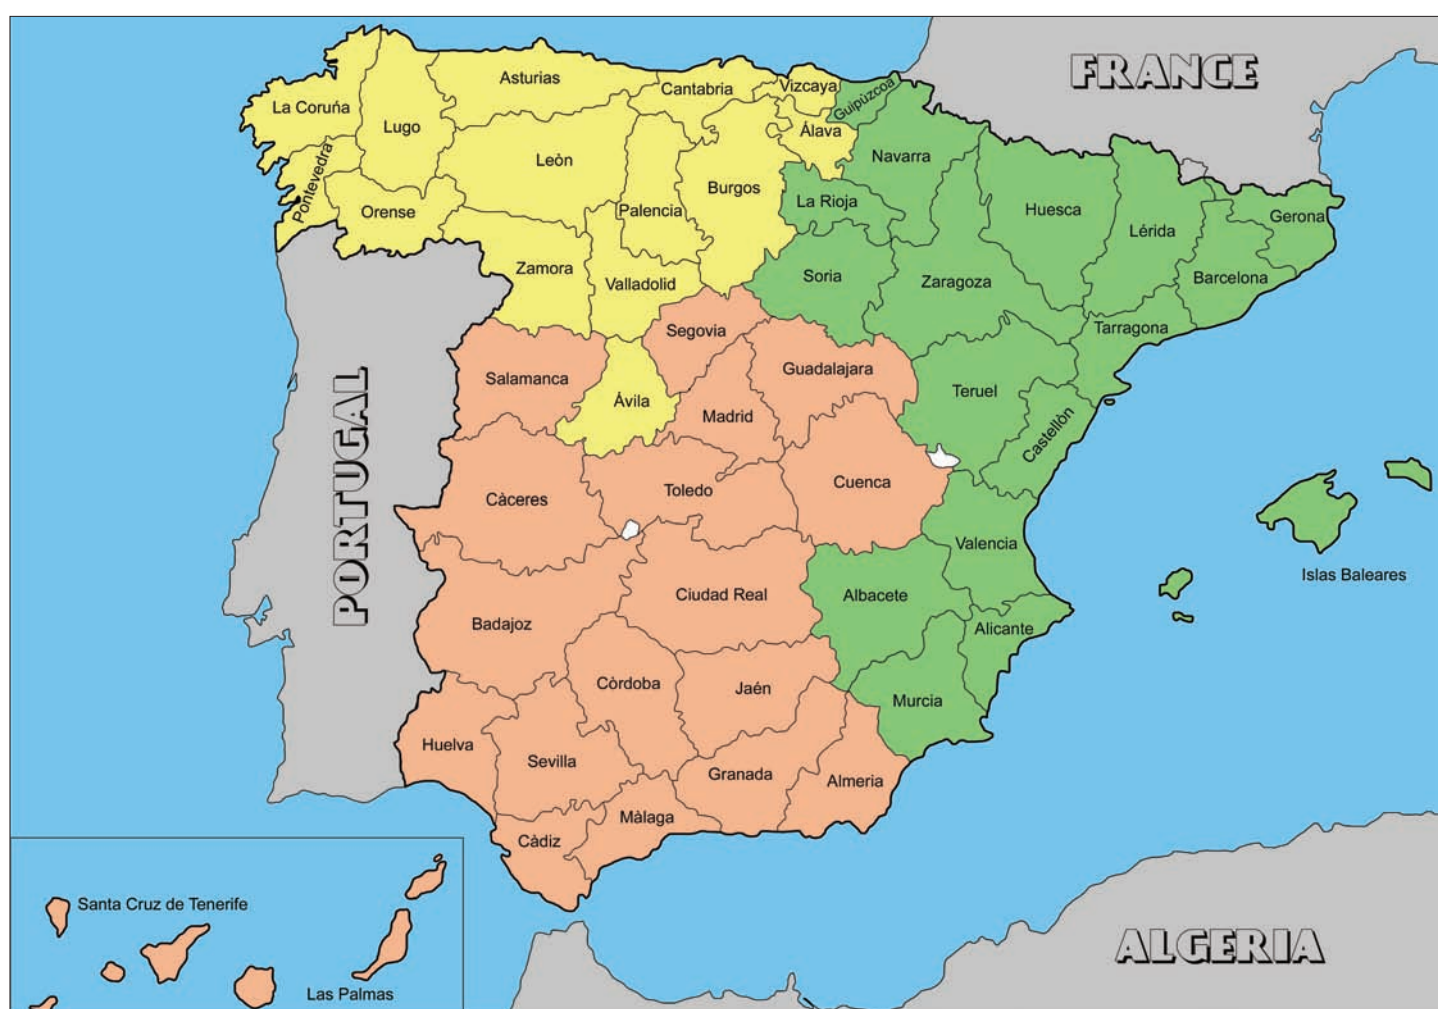 FRANCE
Asturias
Cantabria
Vizcaya
Guipúzcoa
La Coruña
Lugo
Álava
Navarra
León
Pontevedra
Burgos
Palencia
La Rioja
Huesca
Gerona
Orense
Lérida
Zamora
Valladolid
Soria
Zaragoza
Barcelona
Segovia
Tarragona
Salamanca
Guadalajara
Ávila
Madrid
Teruel
Castellòn
PORTUGAL
Càceres
Toledo
Cuenca
Valencia
Islas Baleares
Ciudad Real
Albacete
Badajoz
Alicante
Còrdoba
Jaén
Murcia
Huelva
Sevilla
Granada
Almeria
Màlaga
Càdiz
Santa Cruz de Tenerife
ALGERIA
Las Palmas